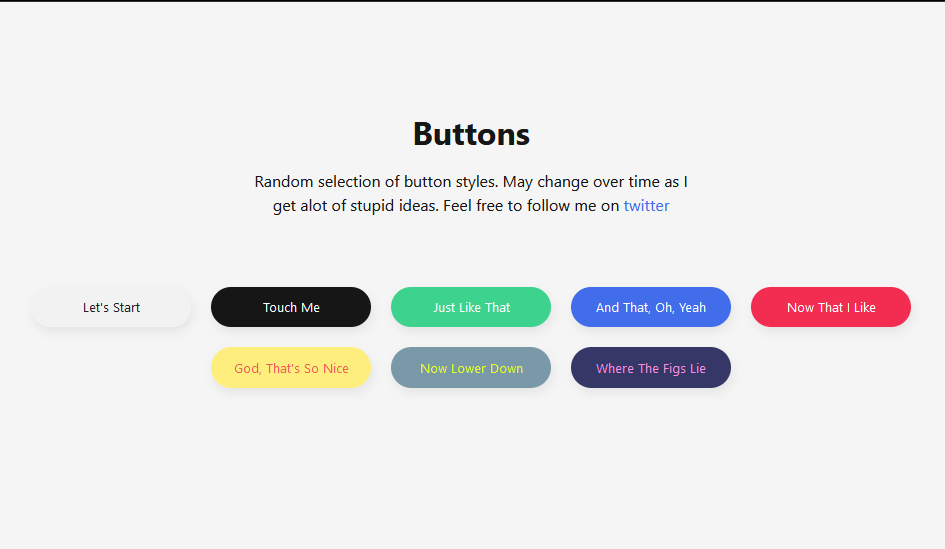 Buttons
Random selection of button styles. May change over time as I
get alot of stupid ideas. Feel free to follow me on twitter
Let's Start
Touch Me
Just Like That
And That, Oh, Yeah
Now That I Like
God, That's So Nice
Now Lower Down
Where The Figs Lie